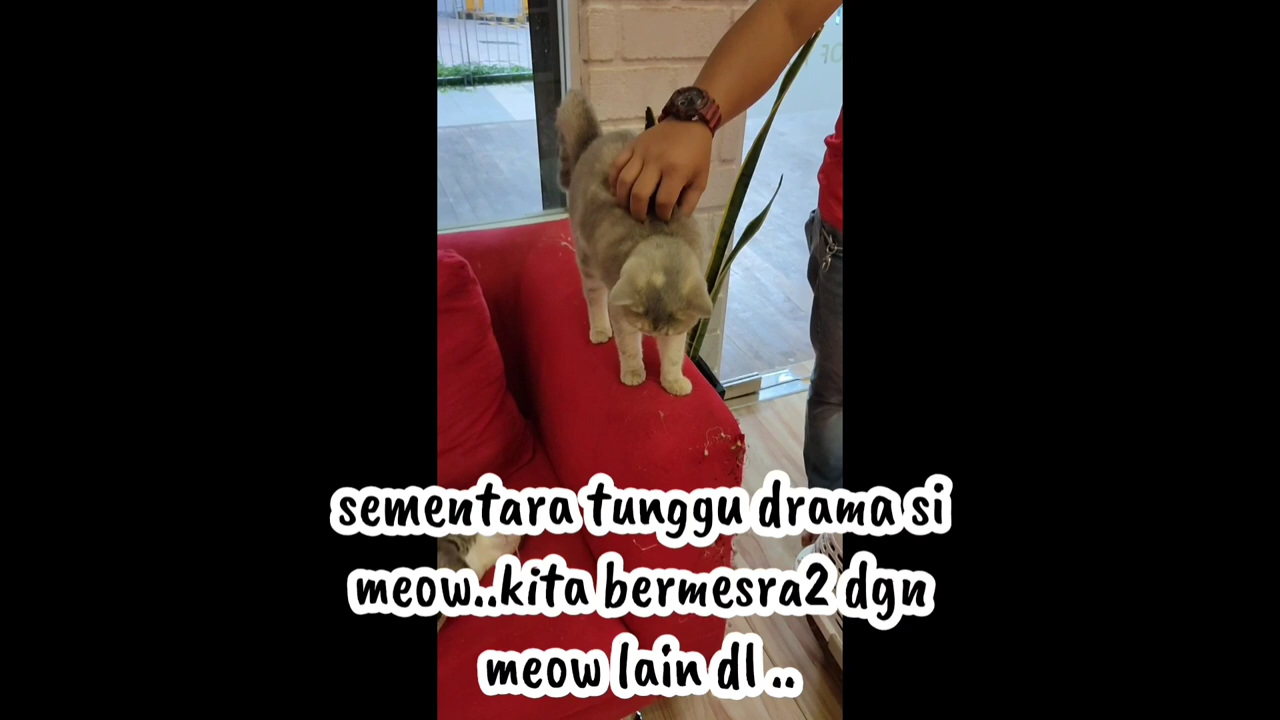 sementara tunggu drama si
meow..kita bermesra2 dgn
meow lain dl ..